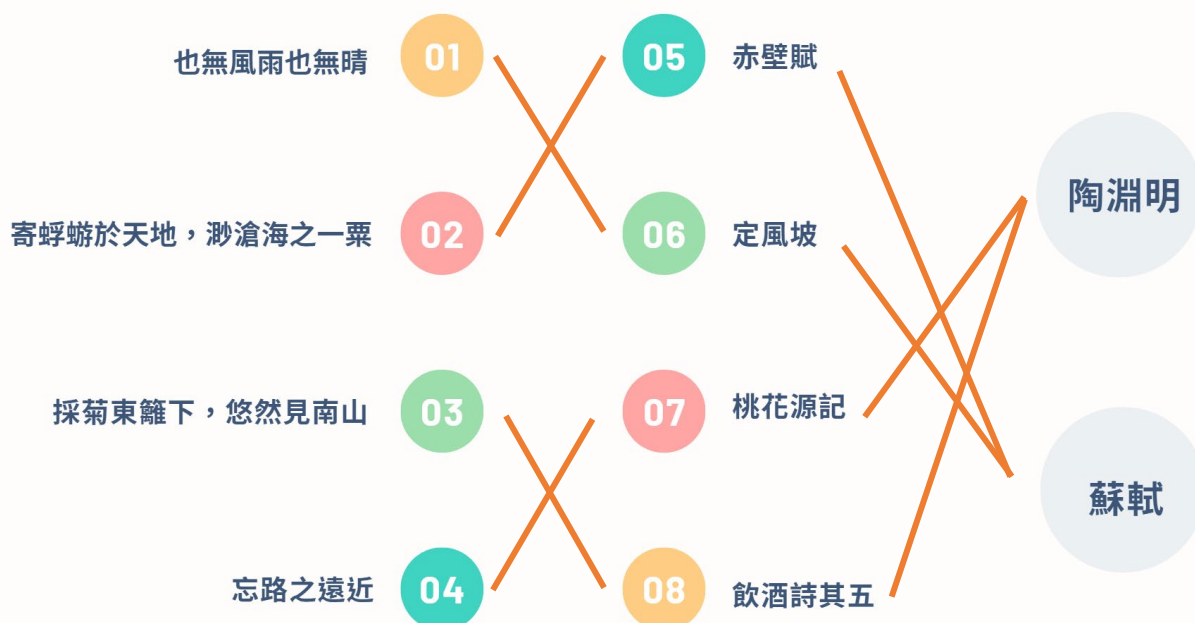 也無風雨也無晴
01
05
赤壁賦
陶淵明
寄蜉蝣於天地，渺滄海之一粟
02
06
定風坡
採菊東籬下，悠然見南山
03
07
桃花源記
蘇軾
忘路之遠近
04
08
飲酒詩其五